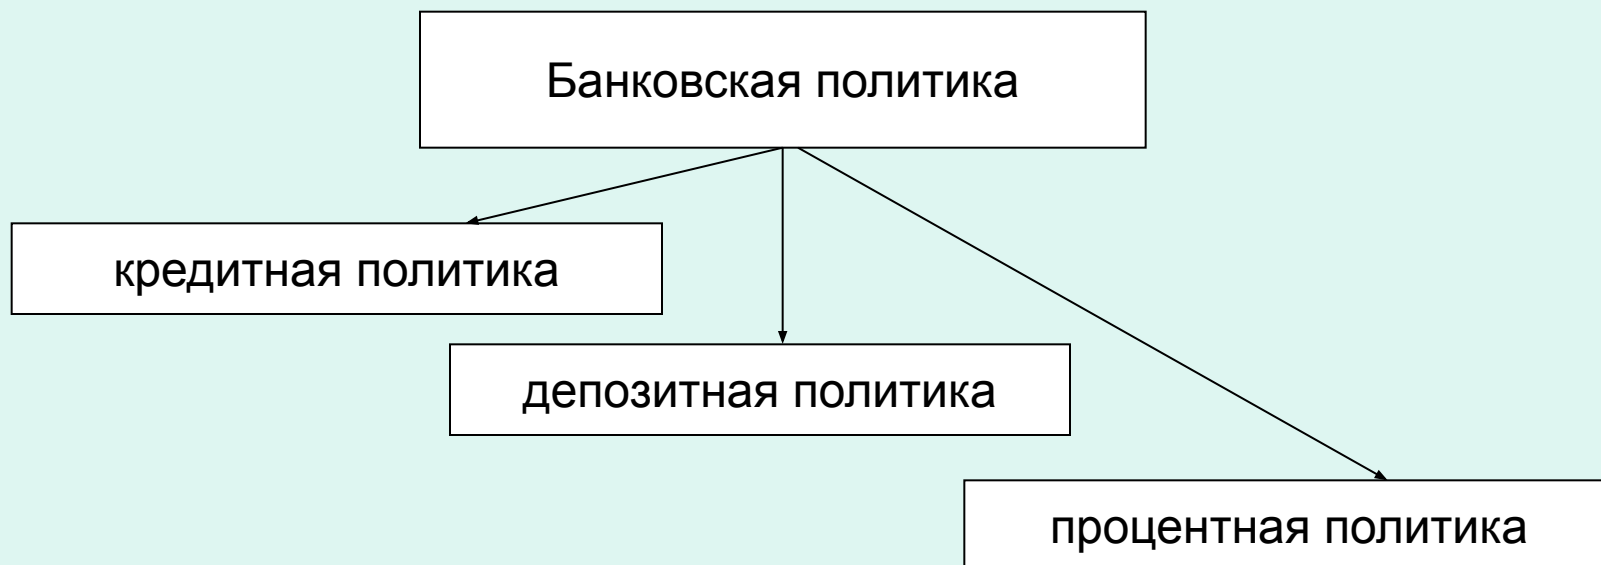 Банковская политика
кредитная политика
депозитная политика
процентная политика